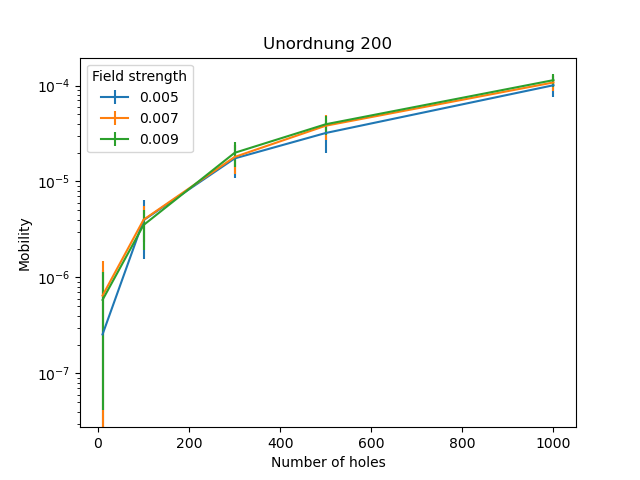 Unordnung 200
Field strength
0.005
0.007
0.009
Mobility
10⁻⁴
10⁻⁵
10⁻⁶
10⁻⁷
0 200 400 600 800 1000
Number of holes